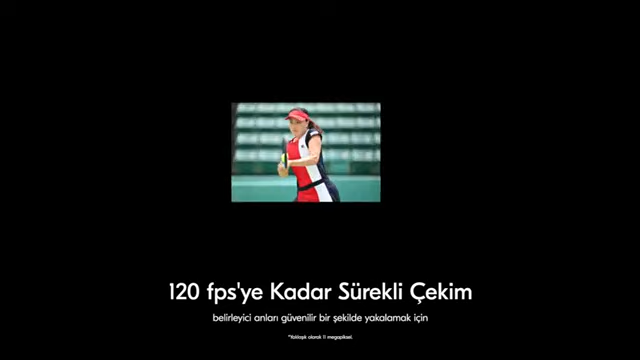 120 fps'ye Kadar Sürekli Çekim
belirleyici anları güvenilir bir şekilde yakalamak için
*Yaklaşık olarak 11 megapiksel.